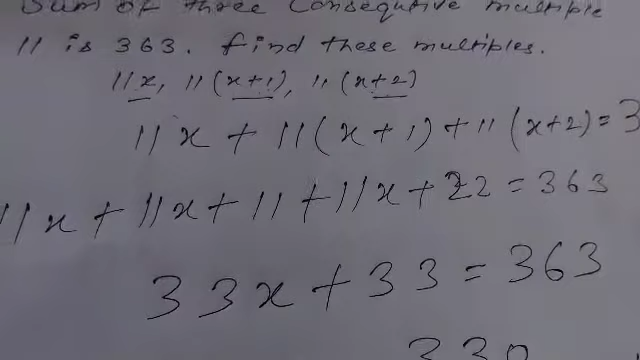 Sum of three Consequtive multiple
11 is 363. find these multiples.
11x, 11(x+1), 11(x+2)
11x + 11(x+1) + 11(x+2) = 3
11x + 11x + 11 + 11x + 22 = 363
33x + 33 = 363
330